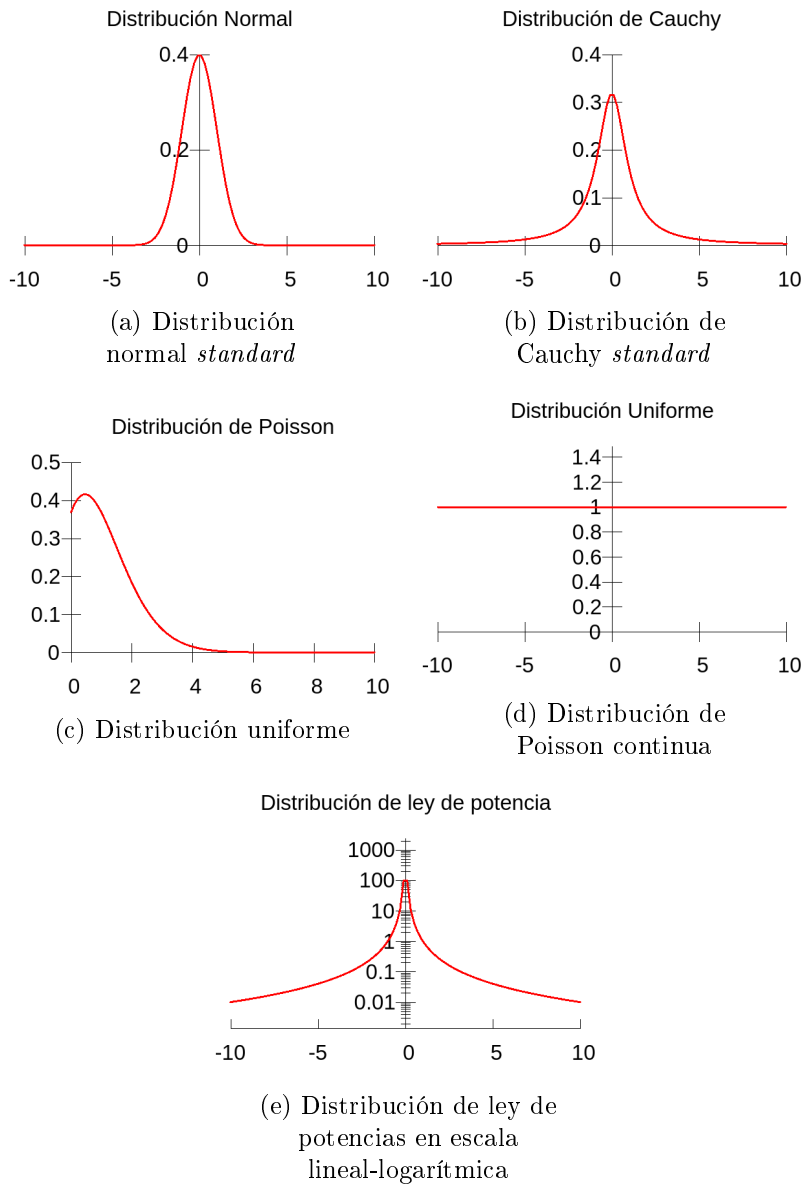 Distribución Normal
0.4
0.2
0
-10 -5 0 5 10
(a) Distribución
normal standard
Distribución de Cauchy
0.4
0.3
0.2
0.1
0
-10 -5 0 5 10
(b) Distribución de
Cauchy standard
Distribución de Poisson
0.5
0.4
0.3
0.2
0.1
0
0 2 4 6 8 10
(c) Distribución uniforme
Distribución Uniforme
1.4
1.2
1
0.8
0.6
0.4
0.2
0
-10 -5 0 5 10
(d) Distribución de
Poisson continua
Distribución de ley de potencia
1000
100
10
1
0.1
0.01
-10 -5 0 5 10
(e) Distribución de ley de
potencias en escala
lineal-logarítmica